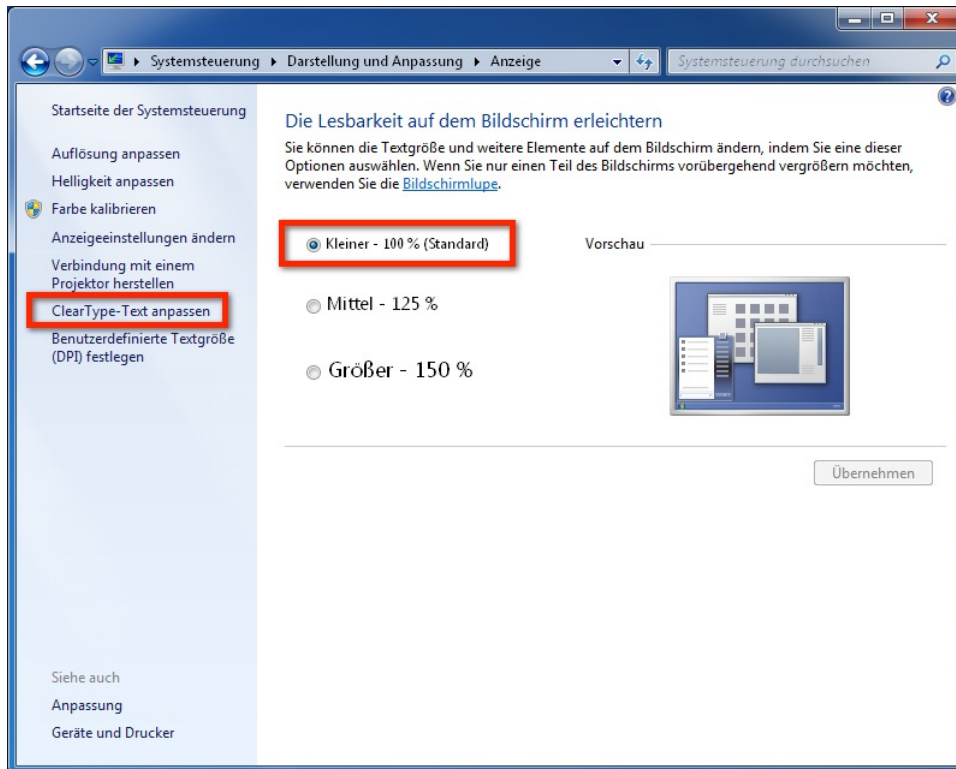 Systemsteuerung Darstellung und Anpassung Anzeige
Systemsteuerung durchsuchen
Startseite der Systemsteuerung
Auflösung anpassen
Helligkeit anpassen
Farbe kalibrieren
Anzeigeeinstellungen ändern
Verbindung mit einem
Projektor herstellen
ClearType-Text anpassen
Benutzerdefinierte Textgröße
(DPI) festlegen
Siehe auch
Anpassung
Geräte und Drucker
Die Lesbarkeit auf dem Bildschirm erleichtern
Sie können die Textgröße und weitere Elemente auf dem Bildschirm ändern, indem Sie eine dieser
Optionen auswählen. Wenn Sie nur einen Teil des Bildschirms vorübergehend vergrößern möchten,
verwenden Sie die Bildschirmlupe.
Kleiner - 100 % (Standard)
Vorschau
Mittel - 125 %
Größer - 150 %
Übernehmen